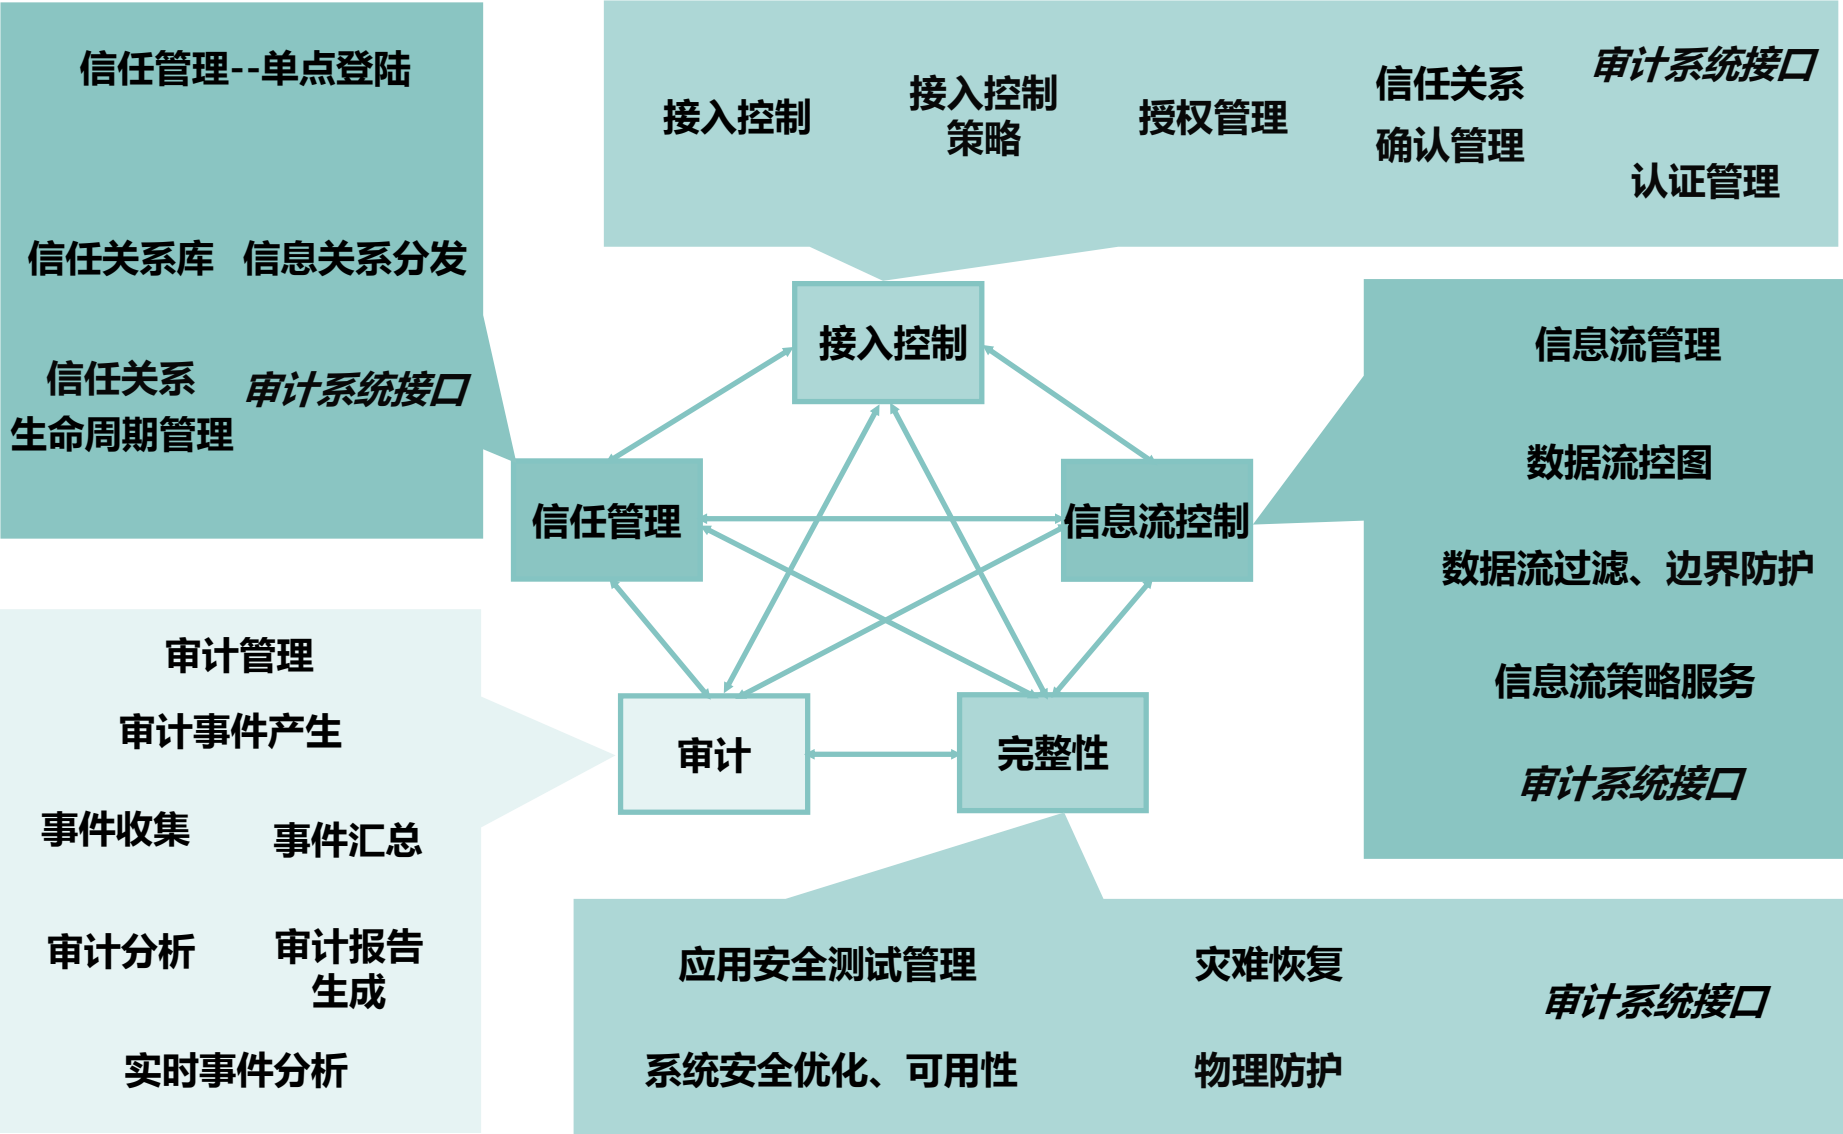 信任管理--单点登陆
信任关系库
信息关系分发
信任关系
生命周期管理
审计系统接口
接入控制
接入控制
策略
授权管理
信任关系
确认管理
审计系统接口
认证管理
接入控制
信任管理
信息流控制
审计
完整性
信息流管理
数据流控图
数据流过滤、边界防护
信息流策略服务
审计系统接口
审计管理
审计事件产生
事件收集
事件汇总
审计分析
审计报告
生成
实时事件分析
应用安全测试管理
灾难恢复
审计系统接口
系统安全优化、可用性
物理防护